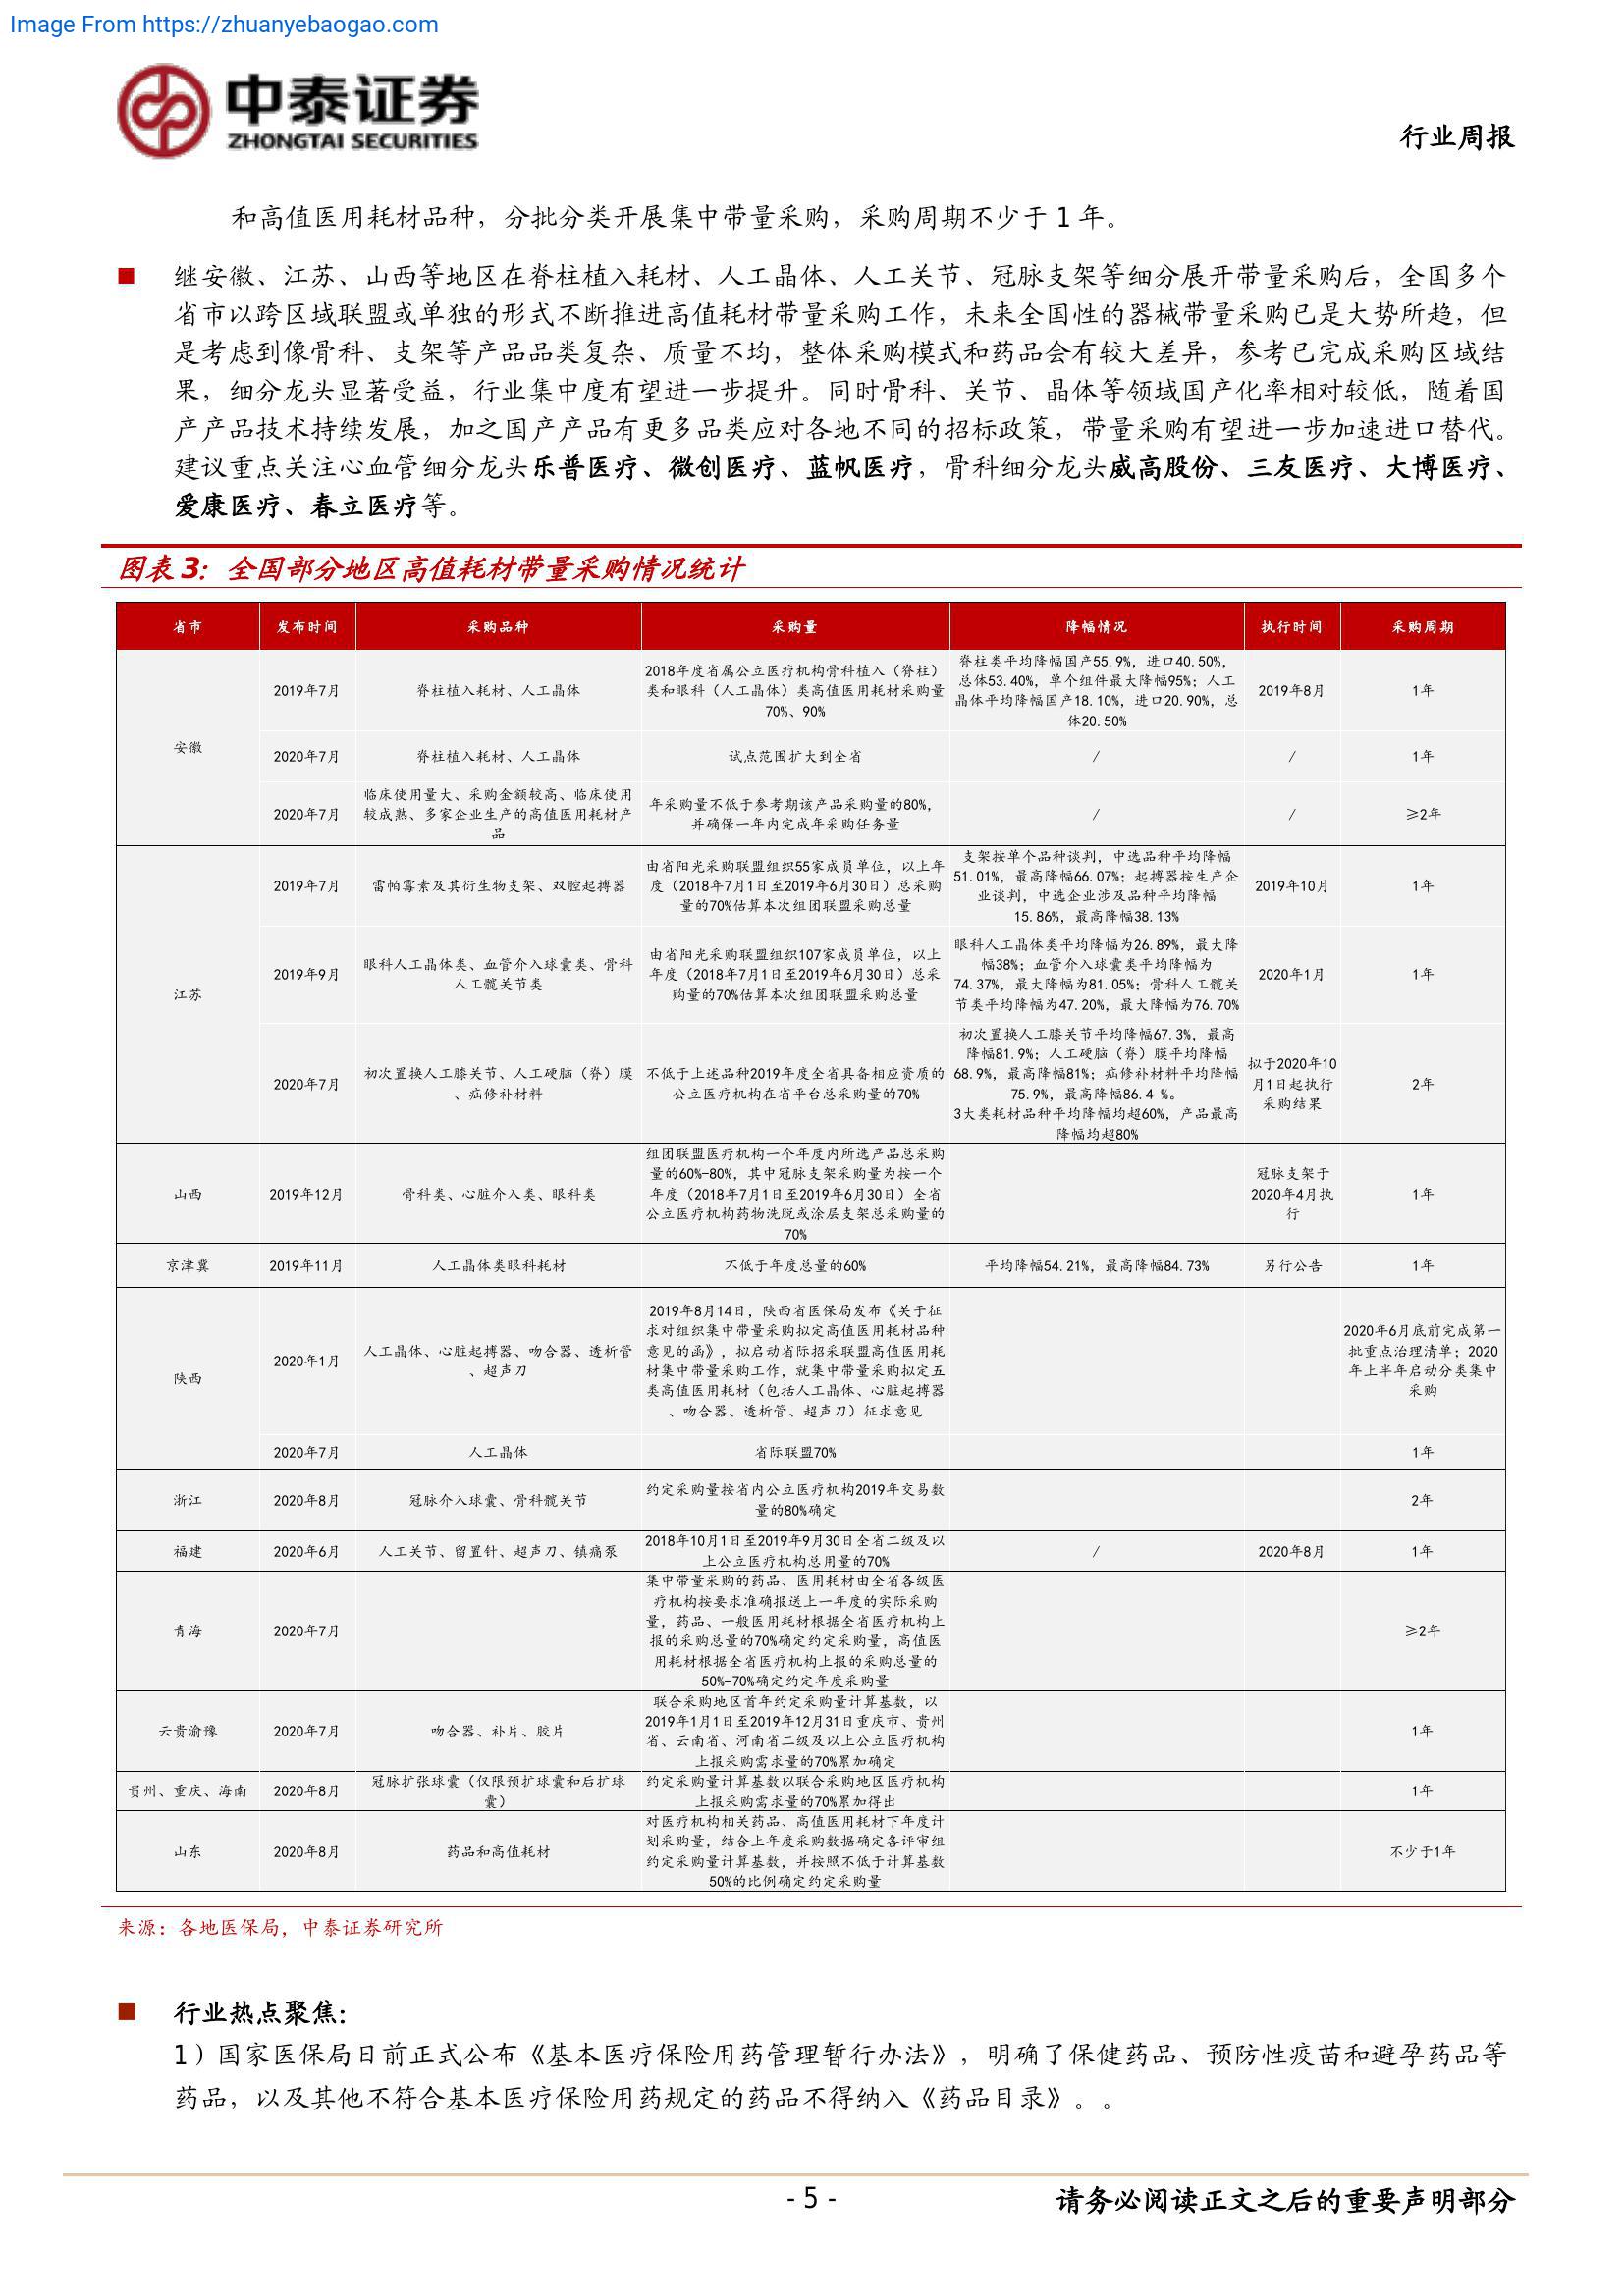 Image From https://zhuanyebaogao.com
中泰证券
ZHONGTAI SECURITIES
行业周报
和高值医用耗材品种，分批分类开展集中带量采购，采购周期不少于 1 年。
■ 继安徽、江苏、山西等地区在脊柱植入耗材、人工晶体、人工关节、冠脉支架等细分展开带量采购后，全国多个
省市以跨区域联盟或单独的形式不断推进高值耗材带量采购工作，未来全国性的器械带量采购已是大势所趋，但
是考虑到像骨科、支架等产品品类复杂、质量不均，整体采购模式和药品会有较大差异，参考已完成采购区域结
果，细分龙头显著受益，行业集中度有望进一步提升。同时骨科、关节、晶体等领域国产化率相对较低，随着国
产产品技术持续发展，加之国产产品有更多品类应对各地不同的招标政策，带量采购有望进一步加速进口替代。
建议重点关注心血管细分龙头乐普医疗、微创医疗、蓝帆医疗，骨科细分龙头威高股份、三友医疗、大博医疗、
爱康医疗、春立医疗等。
图表 3：全国部分地区高值耗材带量采购情况统计
省市 发布时间 采购品种 采购量 降幅情况 执行时间 采购周期
安徽
2019年7月
脊柱植入耗材、人工晶体
2018年度省属公立医疗机构骨科植入（脊柱）
类和眼科（人工晶体）类高值医用耗材采购量
70%、90%
脊柱类平均降幅国产55.9%，进口40.50%，
总体53.40%，单个组件最大降幅95%；人工
晶体平均降幅国产18.10%，进口20.90%，总
体20.50%
2019年8月
1年
2020年7月
脊柱植入耗材、人工晶体
试点范围扩大到全省
/
/
1年
2020年7月
临床使用量大、采购金额较高、临床使用
较成熟、多家企业生产的高值医用耗材产
品
年采购量不低于参考期该产品采购量的80%，
并确保一年内完成年采购任务量
/
/
≥2年
江苏
2019年7月
雷帕霉素及其衍生物支架、双腔起搏器
由省阳光采购联盟组织55家成员单位，以上年
度（2018年7月1日至2019年6月30日）总采购
量的70%估算本次组团联盟采购总量
支架按单个品种谈判，中选品种平均降幅
51.01%，最高降幅66.07%；起搏器按生产企
业谈判，中选企业涉及品种平均降幅
15.86%，最高降幅38.13%
2019年10月
1年
2019年9月
眼科人工晶体类、血管介入球囊类、骨科
人工髋关节类
由省阳光采购联盟组织107家成员单位，以上
年度（2018年7月1日至2019年6月30日）总采
购量的70%估算本次组团联盟采购总量
眼科人工晶体类平均降幅为26.89%，最大降
幅38%；血管介入球囊类平均降幅为
74.37%，最大降幅为81.05%；骨科人工髋关
节类平均降幅为47.20%，最大降幅为76.70%
2020年1月
1年
2020年7月
初次置换人工膝关节、人工硬脑（脊）膜
、疝修补材料
不低于上述品种2019年度全省具备相应资质的
公立医疗机构在省平台总采购量的70%
初次置换人工膝关节平均降幅67.3%，最高
降幅81.9%；人工硬脑（脊）膜平均降幅
68.9%，最高降幅81%；疝修补材料平均降幅
75.9%，最高降幅86.4 %。
3大类耗材品种平均降幅均超60%，产品最高
降幅均超80%
拟于2020年10
月1日起执行
采购结果
2年
山西
2019年12月
骨科类、心脏介入类、眼科类
组团联盟医疗机构一个年度内所选产品总采购
量的60%-80%，其中冠脉支架采购量为按一个
年度（2018年7月1日至2019年6月30日）全省
公立医疗机构药物洗脱或涂层支架总采购量的
70%
冠脉支架于
2020年4月执
行
1年
京津冀
2019年11月
人工晶体类眼科耗材
不低于年度总量的60%
平均降幅54.21%，最高降幅84.73%
另行公告
1年
陕西
2020年1月
人工晶体、心脏起搏器、吻合器、透析管
、超声刀
2019年8月14日，陕西省医保局发布《关于征
求对组织集中带量采购拟定高值医用耗材品种
意见的函》，拟启动省际招采联盟高值医用耗
材集中带量采购工作，就集中带量采购拟定五
类高值医用耗材（包括人工晶体、心脏起搏器
、吻合器、透析管、超声刀）征求意见
2020年6月底前完成第一
批重点治理清单；2020
年上半年启动分类集中
采购
2020年7月
人工晶体
省际联盟70%
1年
浙江
2020年8月
冠脉介入球囊、骨科髋关节
约定采购量按省内公立医疗机构2019年交易数
量的80%确定
2年
福建
2020年6月
人工关节、留置针、超声刀、镇痛泵
2018年10月1日至2019年9月30日全省二级及以
上公立医疗机构总用量的70%
/
2020年8月
1年
青海
2020年7月
集中带量采购的药品、医用耗材由全省各级医
疗机构按要求准确报送上一年度的实际采购
量，药品、一般医用耗材根据全省医疗机构上
报的采购总量的70%确定约定采购量，高值医
用耗材根据全省医疗机构上报的采购总量的
50%-70%确定约定年度采购量
≥2年
云贵渝豫
2020年7月
吻合器、补片、胶片
联合采购地区首年约定采购量计算基数，以
2019年1月1日至2019年12月31日重庆市、贵州
省、云南省、河南省二级及以上公立医疗机构
上报采购需求量的70%累加确定
1年
贵州、重庆、海南
2020年8月
冠脉扩张球囊（仅限预扩球囊和后扩球
囊）
约定采购量计算基数以联合采购地区医疗机构
上报采购需求量的70%累加得出
1年
山东
2020年8月
药品和高值耗材
对医疗机构相关药品、高值医用耗材下年度计
划采购量，结合上年度采购数据确定各评审组
约定采购量计算基数，并按照不低于计算基数
50%的比例确定约定采购量
不少于1年
来源：各地医保局，中泰证券研究所
■ 行业热点聚焦：
1）国家医保局日前正式公布《基本医疗保险用药管理暂行办法》，明确了保健药品、预防性疫苗和避孕药品等
药品，以及其他不符合基本医疗保险用药规定的药品不得纳入《药品目录》。。
- 5 -
请务必阅读正文之后的重要声明部分